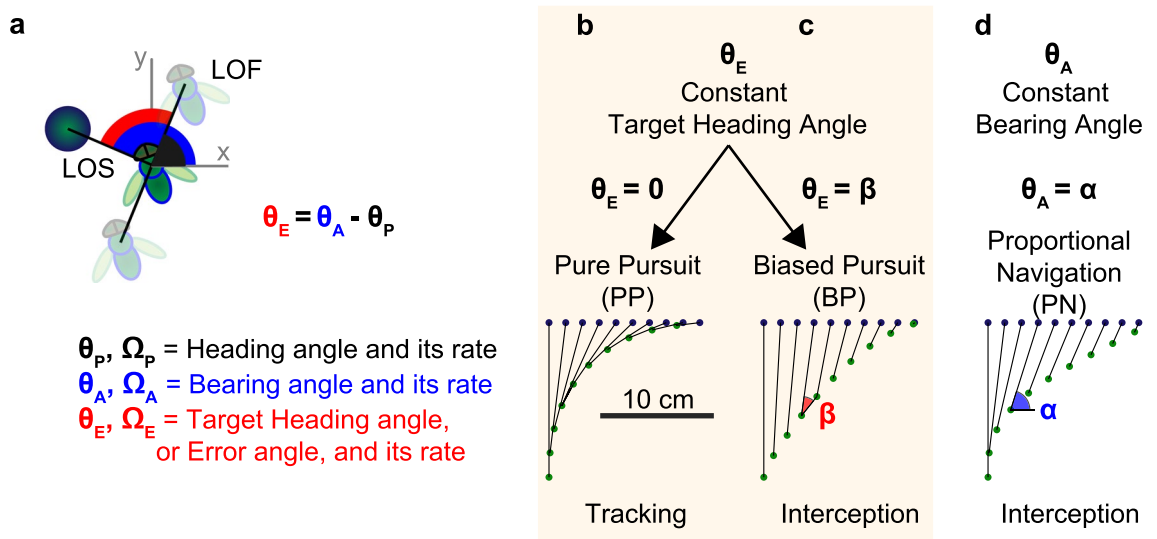 a
y
LOF
x
LOS
θE = θA - θP
θP, ΩP = Heading angle and its rate
θA, ΩA = Bearing angle and its rate
θE, ΩE = Target Heading angle,
or Error angle, and its rate
b
c
θE
Constant
Target Heading Angle
θE = 0
θE = β
Pure Pursuit
(PP)
Biased Pursuit
(BP)
10 cm
β
Tracking
Interception
d
θA
Constant
Bearing Angle
θA = α
Proportional
Navigation
(PN)
α
Interception